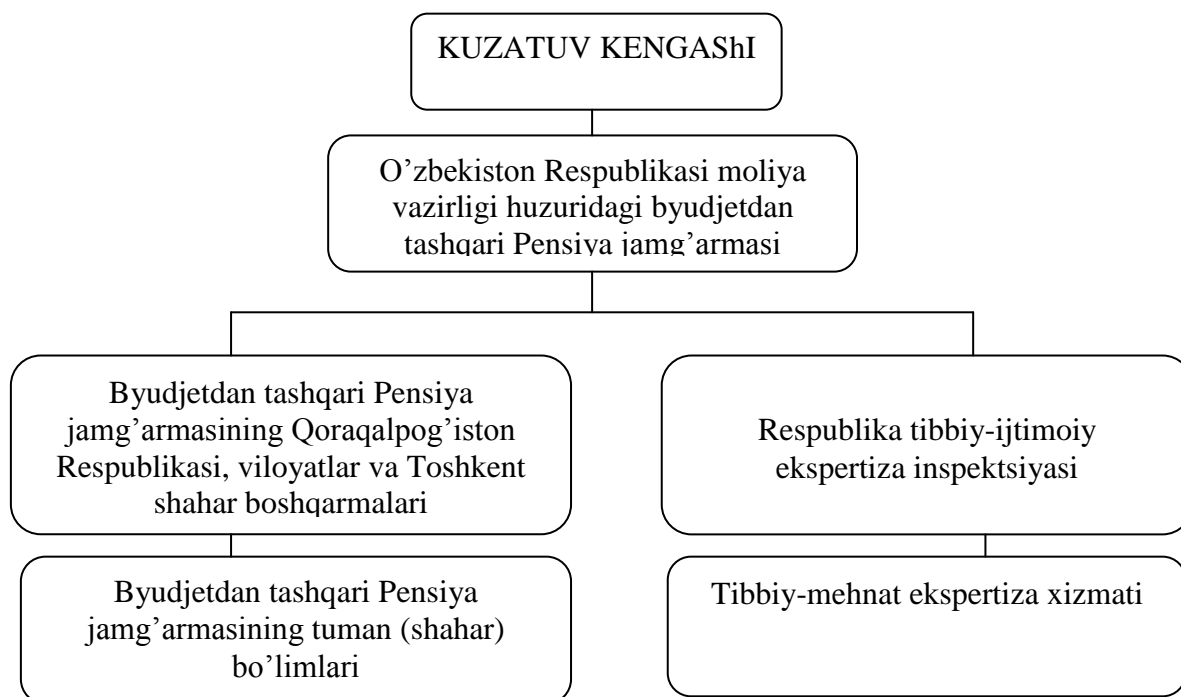 KUZATUV KENGAShI
O’zbekiston Respublikasi moliya
vazirligi huzuridagi byudjetdan
tashqari Pensiya jamg’armasi
Byudjetdan tashqari Pensiya
jamg’armasining Qoraqalpog’iston
Respublikasi, viloyatlar va Toshkent
shahar boshqarmalari
Respublika tibbiy-ijtimoiy
ekspertiza inspektsiyasi
Byudjetdan tashqari Pensiya
jamg’armasining tuman (shahar)
bo’limlari
Tibbiy-mehnat ekspertiza xizmati